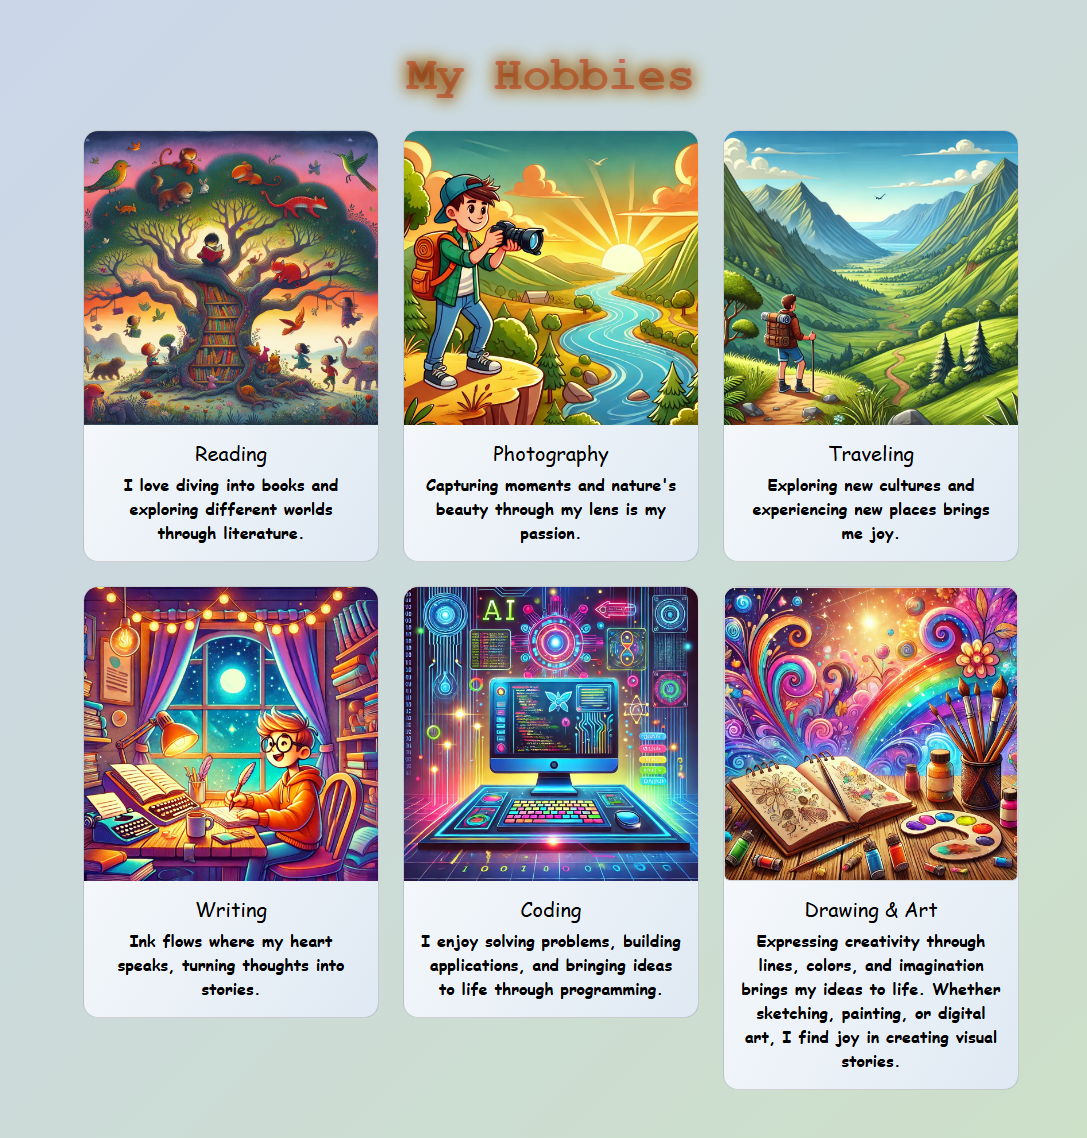 My Hobbies
Reading
I love diving into books and
exploring different worlds
through literature.
Photography
Capturing moments and nature's
beauty through my lens is my
passion.
Traveling
Exploring new cultures and
experiencing new places brings
me joy.
AI
Writing
Ink flows where my heart
speaks, turning thoughts into
stories.
Coding
I enjoy solving problems, building
applications, and bringing ideas
to life through programming.
Drawing & Art
Expressing creativity through
lines, colors, and imagination
brings my ideas to life. Whether
sketching, painting, or digital
art, I find joy in creating visual
stories.